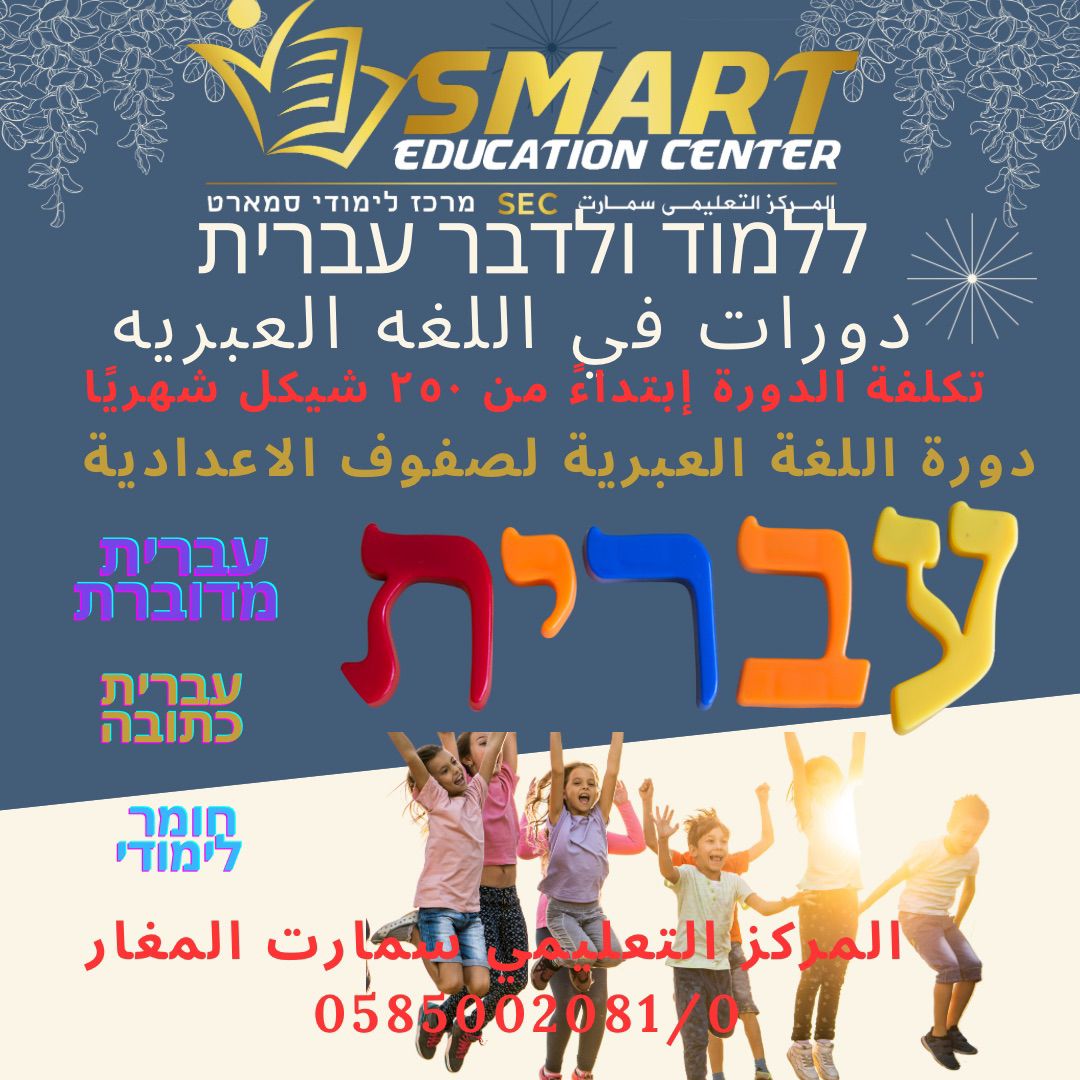 SMART
EDUCATION CENTER
المركز التعليمي سمارت SEC מרכז לימודי סמארט
ללמוד ולדבר עברית
دورات في اللغه العبريه
تكلفة الدورة إبتداءً من ٢٥٠ شيكل شهريًا
دورة اللغة العبرية لصفوف الاعدادية
עברית
עברית
מדוברת
עברית
כתובה
חומר
לימודי
المركز التعليمي سمارت المغار
0585002081/0